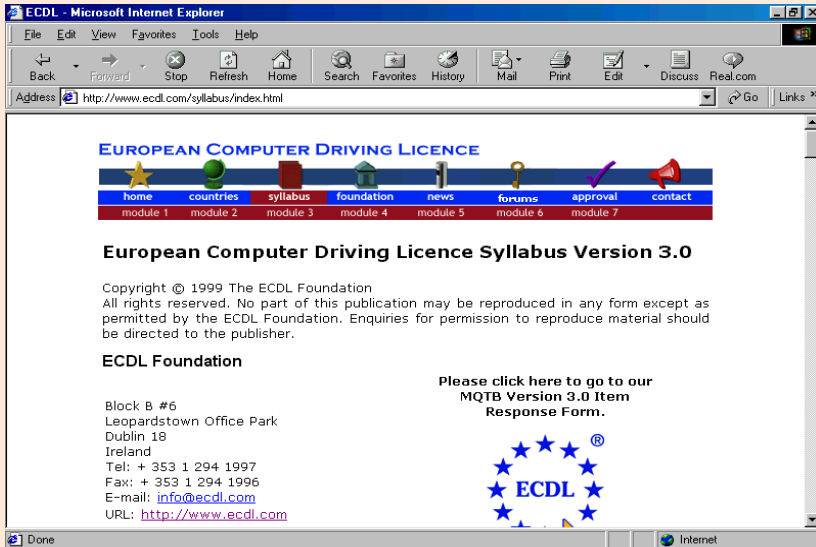 ECDL - Microsoft Internet Explorer
File Edit View Favorites Tools Help
Back Forward Stop Refresh Home Search Favorites History Mail Print Edit Discuss Real.com
Address http://www.ecdl.com/syllabus/index.html Go Links »
EUROPEAN COMPUTER DRIVING LICENCE
home countries syllabus foundation news forums approval contact
module 1 module 2 module 3 module 4 module 5 module 6 module 7
European Computer Driving Licence Syllabus Version 3.0
Copyright © 1999 The ECDL Foundation
All rights reserved. No part of this publication may be reproduced in any form except as
permitted by the ECDL Foundation. Enquiries for permission to reproduce material should
be directed to the publisher.
ECDL Foundation
Please click here to go to our
MQTB Version 3.0 Item
Response Form.
Block B #6
Leopardstown Office Park
Dublin 18
Ireland
Tel: + 353 1 294 1997
Fax: + 353 1 294 1996
E-mail: info@ecdl.com
URL: http://www.ecdl.com
®
ECDL
Done Internet